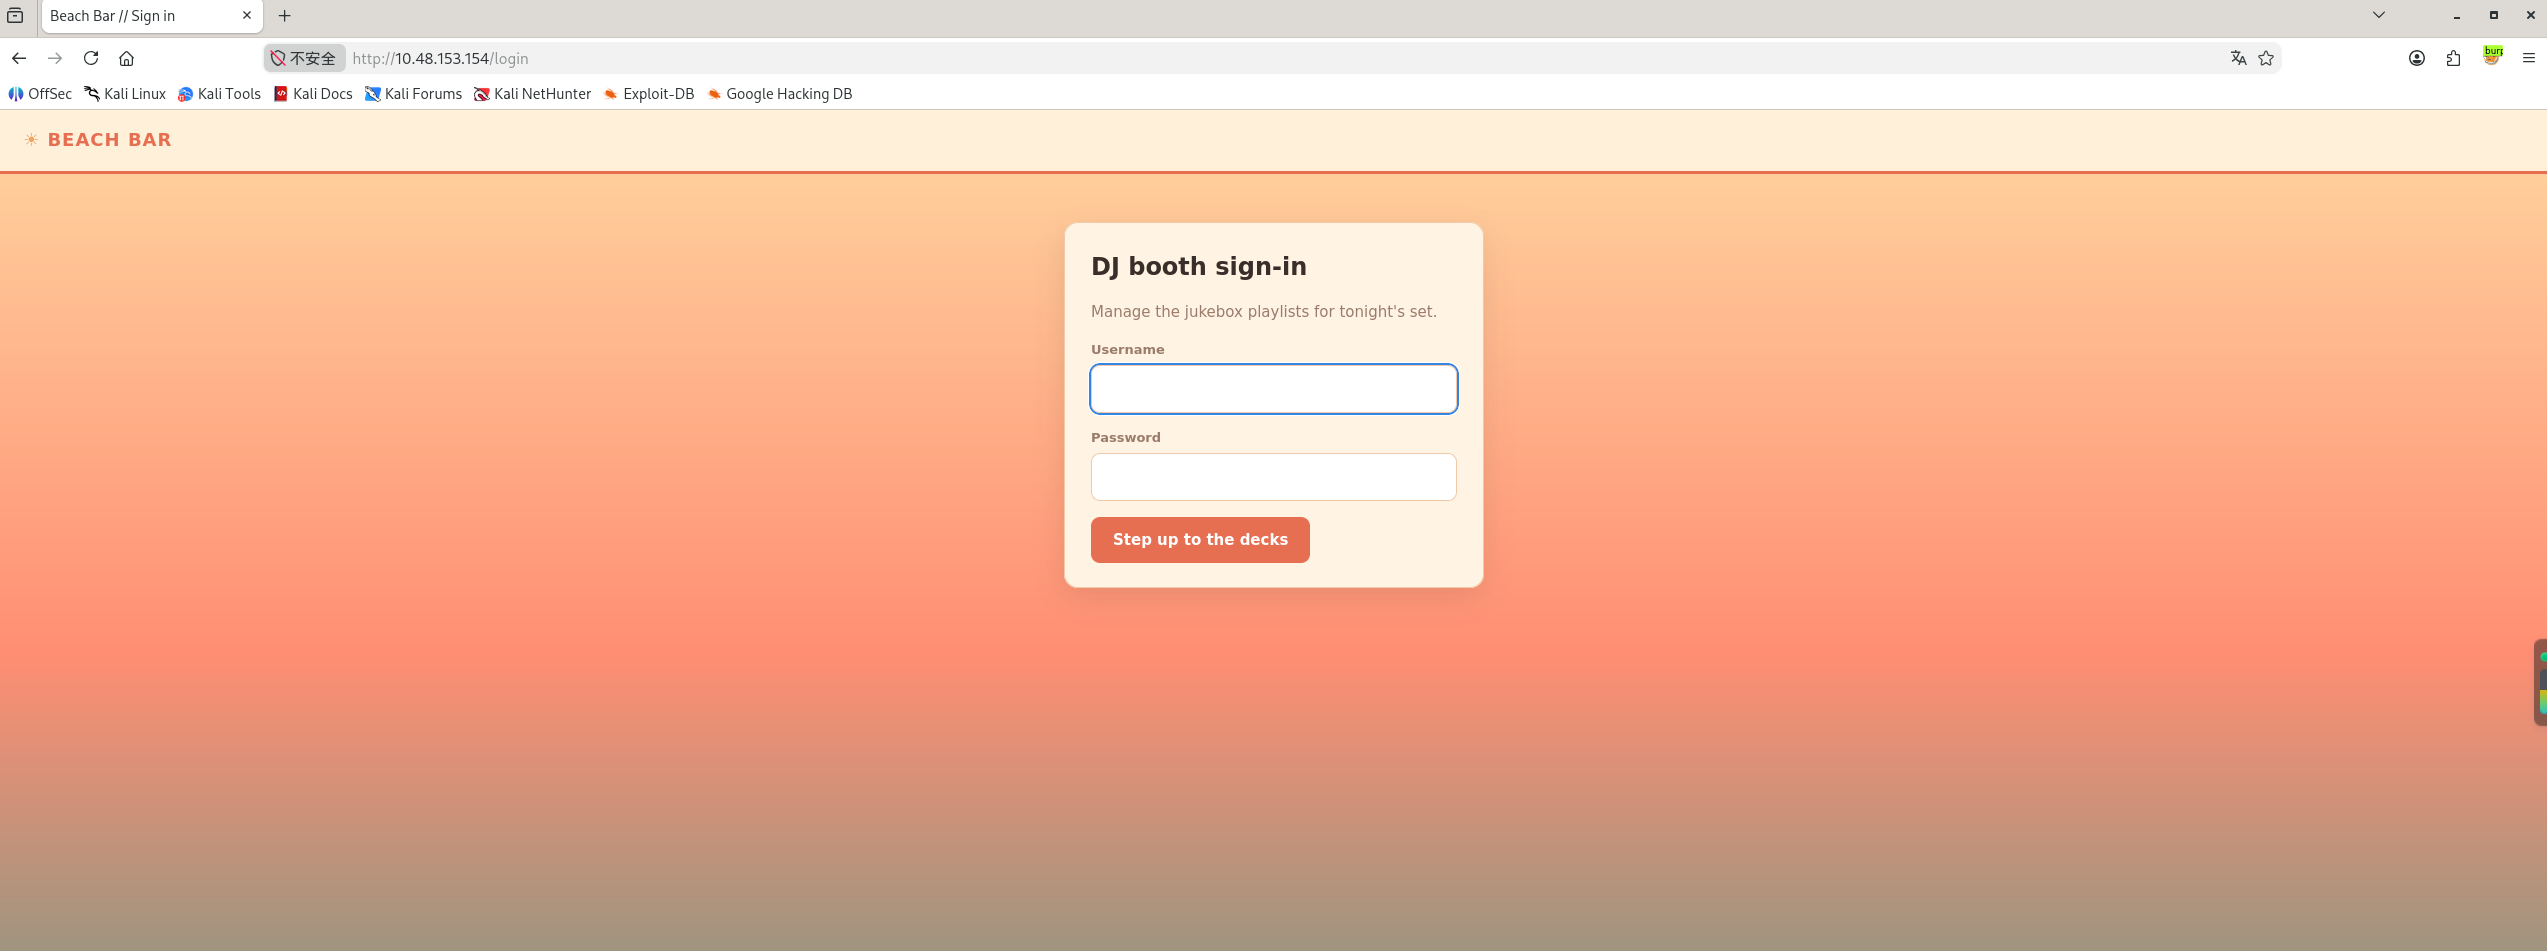 Beach Bar // Sign in
不安全 http://10.48.153.154/login
burp
OffSec Kali Linux Kali Tools Kali Docs Kali Forums Kali NetHunter Exploit-DB Google Hacking DB
BEACH BAR
DJ booth sign-in
Manage the jukebox playlists for tonight's set.
Username
Password
Step up to the decks